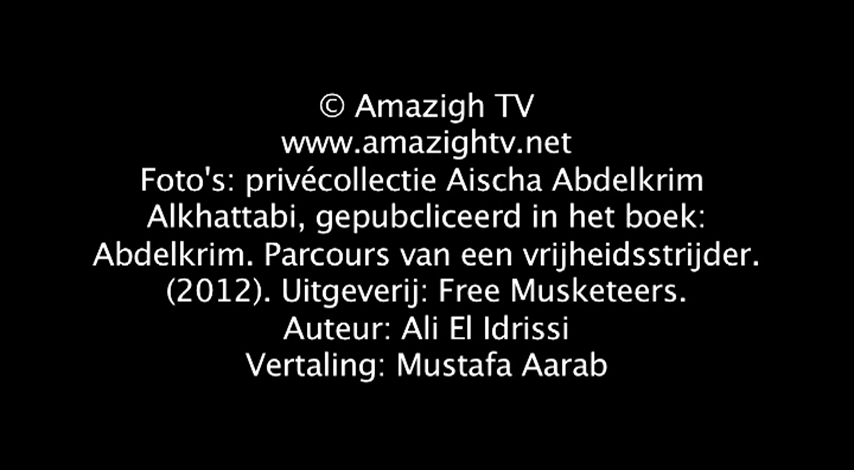 © Amazigh TV
www.amazightv.net
Foto's: privécollectie Aischa Abdelkrim
Alkhattabi, gepubcliceerd in het boek:
Abdelkrim. Parcours van een vrijheidsstrijder.
(2012). Uitgeverij: Free Musketeers.
Auteur: Ali El Idrissi
Vertaling: Mustafa Aarab